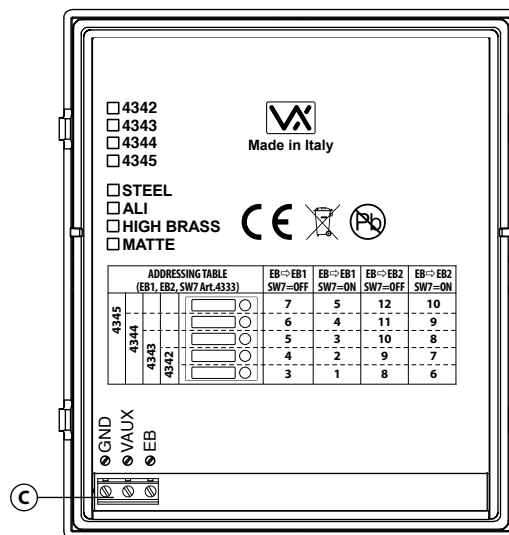 ☐4342
☐4343
☐4344
☐4345
Made in Italy
☐STEEL
☐ALI
☐HIGH BRASS
☐MATTE
CE
Pb
ADDRESSING TABLE
(EB1, EB2, SW7 Art.4333)
EB⇨EB1 SW7=OFF
EB⇨EB1 SW7=ON
EB⇨EB2 SW7=OFF
EB⇨EB2 SW7=ON
4345
4344
4343
4342
7 5 12 10
6 4 11 9
5 3 10 8
4 2 9 7
3 1 8 6
GND
VAUX
EB
C